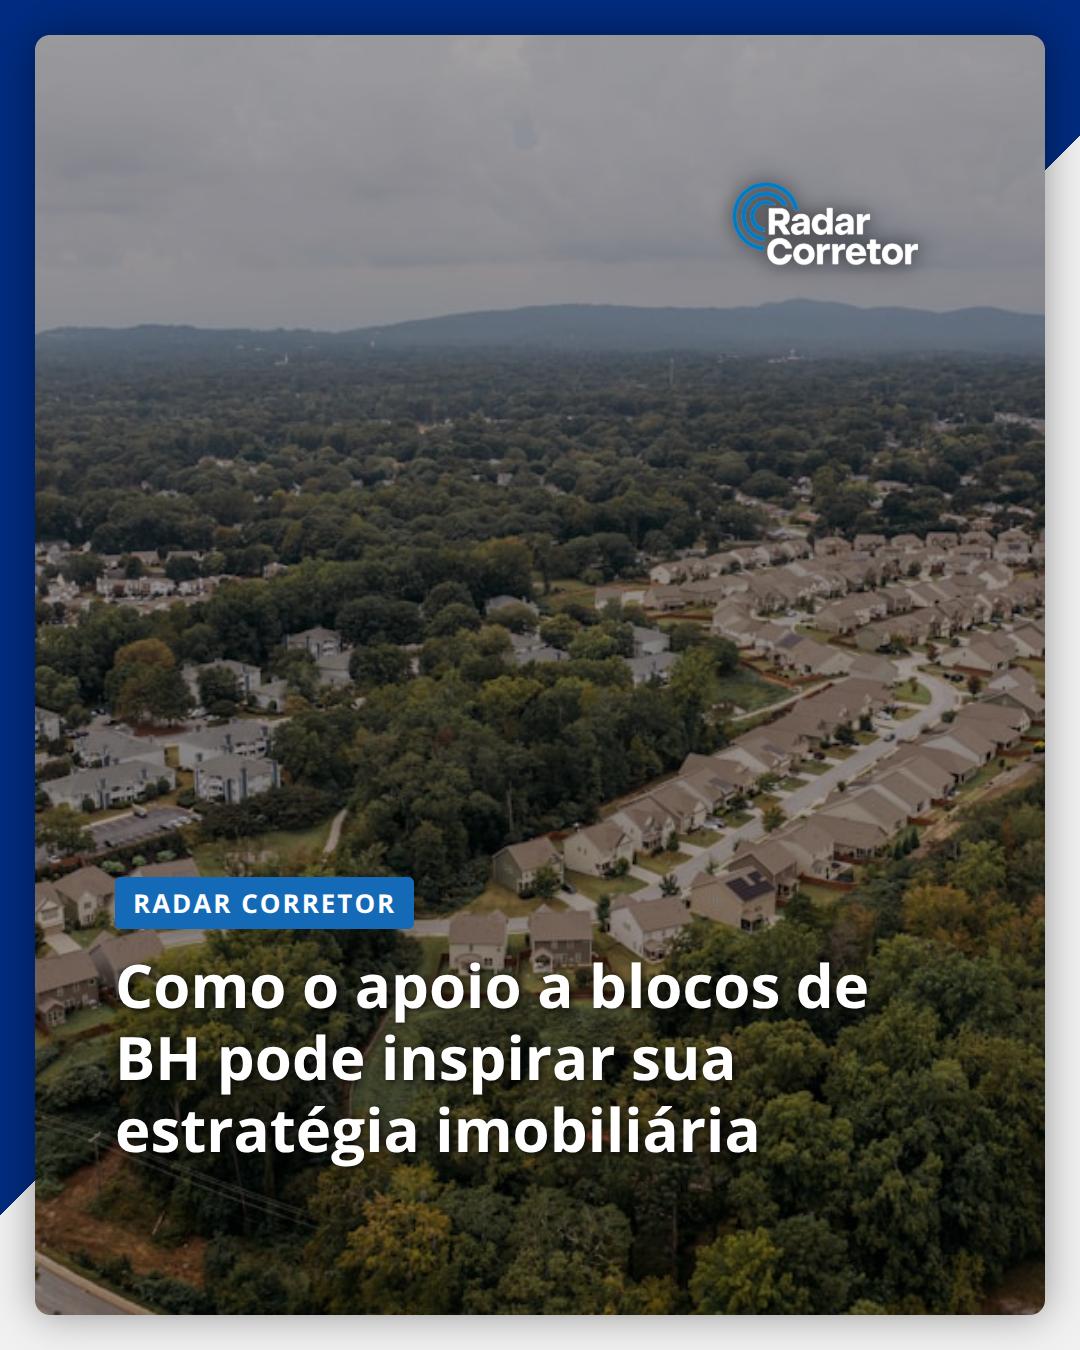 Radar
Corretor
RADAR CORRETOR
Como o apoio a blocos de
BH pode inspirar sua
estratégia imobiliária